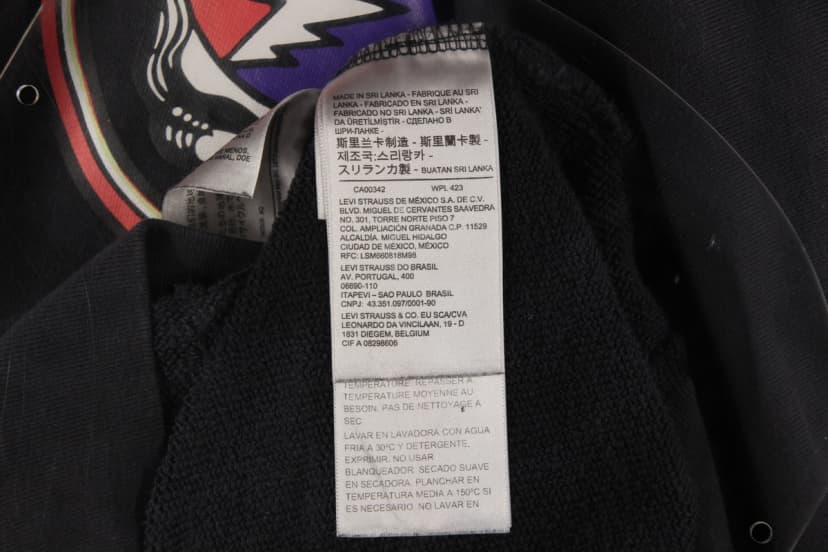 MADE IN SRI LANKA - FABRIQUE AU SRI
LANKA - FABRICADO EN SRI LANKA -
FABRICADO NO SRI LANKA - SRİ LANKA'
DA ÜRETİLMİŞTİR - СДЕЛАНО В
ШРИ-ЛАНКЕ -
斯里兰卡制造 - 斯里蘭卡製 -
제조국:스리랑카 -
スリランカ製 - BUATAN SRI LANKA
CA00342 WPL 423
LEVI STRAUSS DE MÉXICO S.A. DE C.V.
BLVD. MIGUEL DE CERVANTES SAAVEDRA
NO. 301, TORRE NORTE PISO 7
COL. AMPLIACIÓN GRANADA C.P. 11529
ALCALDÍA. MIGUEL HIDALGO
CIUDAD DE MÉXICO, MÉXICO
RFC: LSM660818M98
LEVI STRAUSS DO BRASIL
AV. PORTUGAL, 400
06690-110
ITAPEVI – SAO PAULO BRASIL
CNPJ: 43.351.097/0001-90
LEVI STRAUSS & CO. EU SCA/CVA
LEONARDO DA VINCILAAN, 19 - D
1831 DIEGEM, BELGIUM
CIF A 08298606
TEMPÉRATURE. REPASSER À
TEMPERATURE MOYENNE AU
BESOIN. PAS DE NETTOYAGE A
SEC
LAVAR EN LAVADORA CON AGUA
FRIA A 30ºC Y DETERGENTE.
EXPRIMIR. NO USAR
BLANQUEADOR. SECADO SUAVE
EN SECADORA. PLANCHAR EN
TEMPERATURA MEDIA A 150ºC SI
ES NECESARIO. NO LAVAR EN